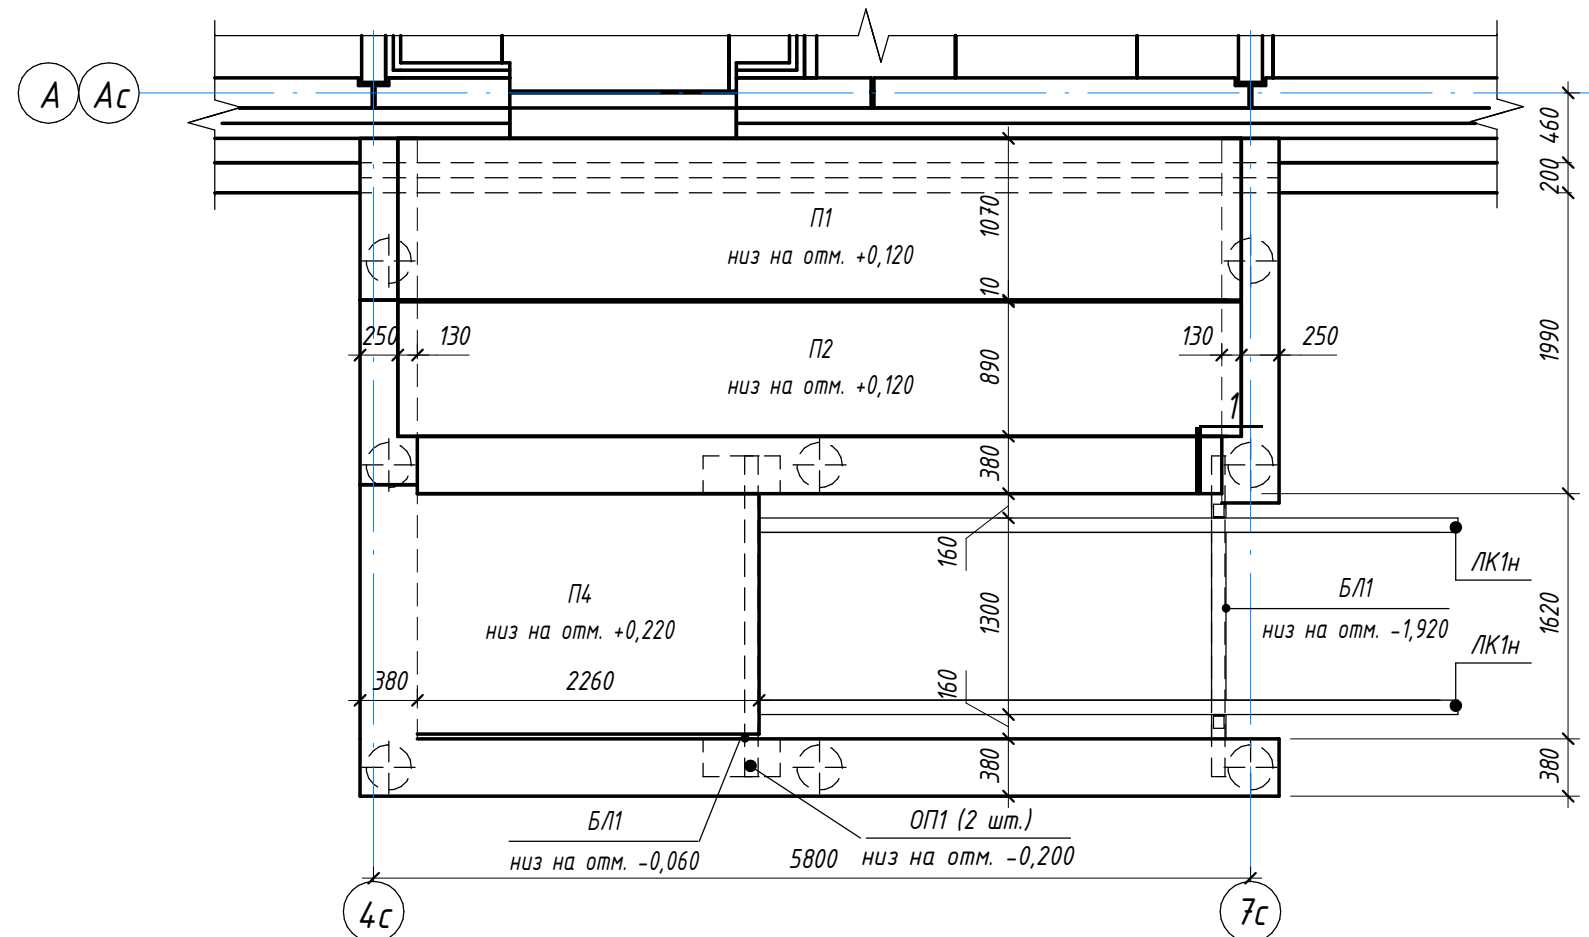 А
Ас
460
200
П1
низ на отм. +0,120
1070
10
250
130
П2
низ на отм. +0,120
890
130
250
1990
1
380
160
ЛК1н
П4
низ на отм. +0,220
1300
БЛ1
низ на отм. -1,920
1620
ЛК1н
380
2260
160
380
380
БЛ1
низ на отм. -0,060
5800
ОП1 (2 шт.)
низ на отм. -0,200
4с
7с